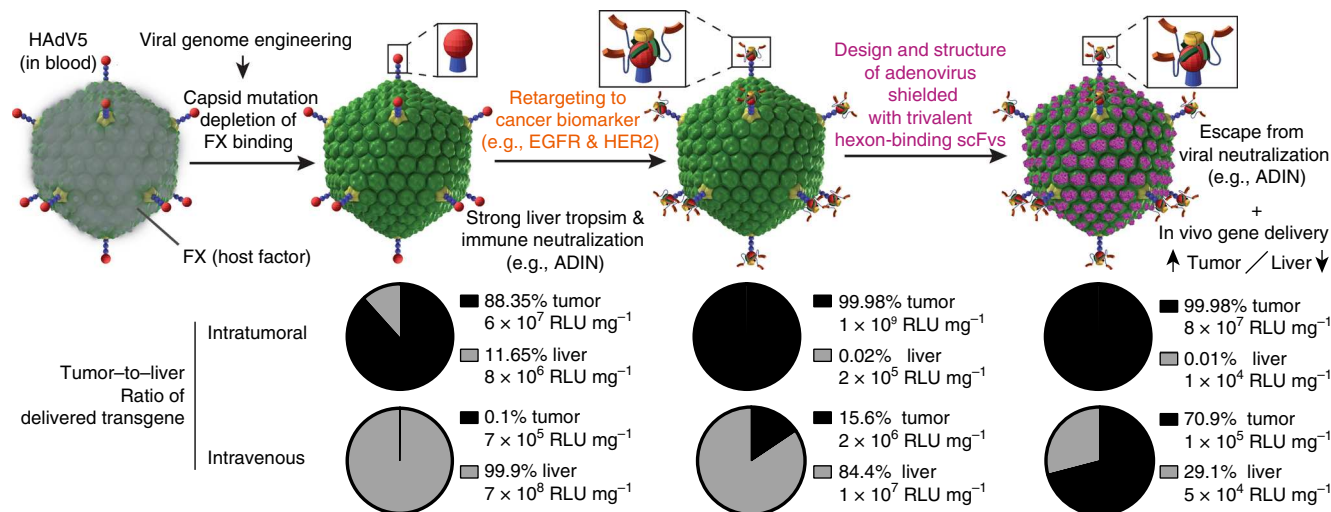 HAdV5
(in blood)
Viral genome engineering
Capsid mutation
depletion of
FX binding
FX (host factor)
Retargeting to
cancer biomarker
(e.g., EGFR & HER2)
Strong liver tropsim &
immune neutralization
(e.g., ADIN)
Design and structure
of adenovirus
shielded
with trivalent
hexon-binding scFvs
Escape from
viral neutralization
(e.g., ADIN)
+
In vivo gene delivery
↑ Tumor / Liver ↓
Tumor–to–liver
Ratio of
delivered transgene
Intratumoral
88.35% tumor
6 × 10⁷ RLU mg⁻¹
11.65% liver
8 × 10⁶ RLU mg⁻¹
99.98% tumor
1 × 10⁹ RLU mg⁻¹
0.02% liver
2 × 10⁵ RLU mg⁻¹
99.98% tumor
8 × 10⁷ RLU mg⁻¹
0.01% liver
1 × 10⁴ RLU mg⁻¹
Intravenous
0.1% tumor
7 × 10⁵ RLU mg⁻¹
99.9% liver
7 × 10⁸ RLU mg⁻¹
15.6% tumor
2 × 10⁶ RLU mg⁻¹
84.4% liver
1 × 10⁷ RLU mg⁻¹
70.9% tumor
1 × 10⁵ RLU mg⁻¹
29.1% liver
5 × 10⁴ RLU mg⁻¹